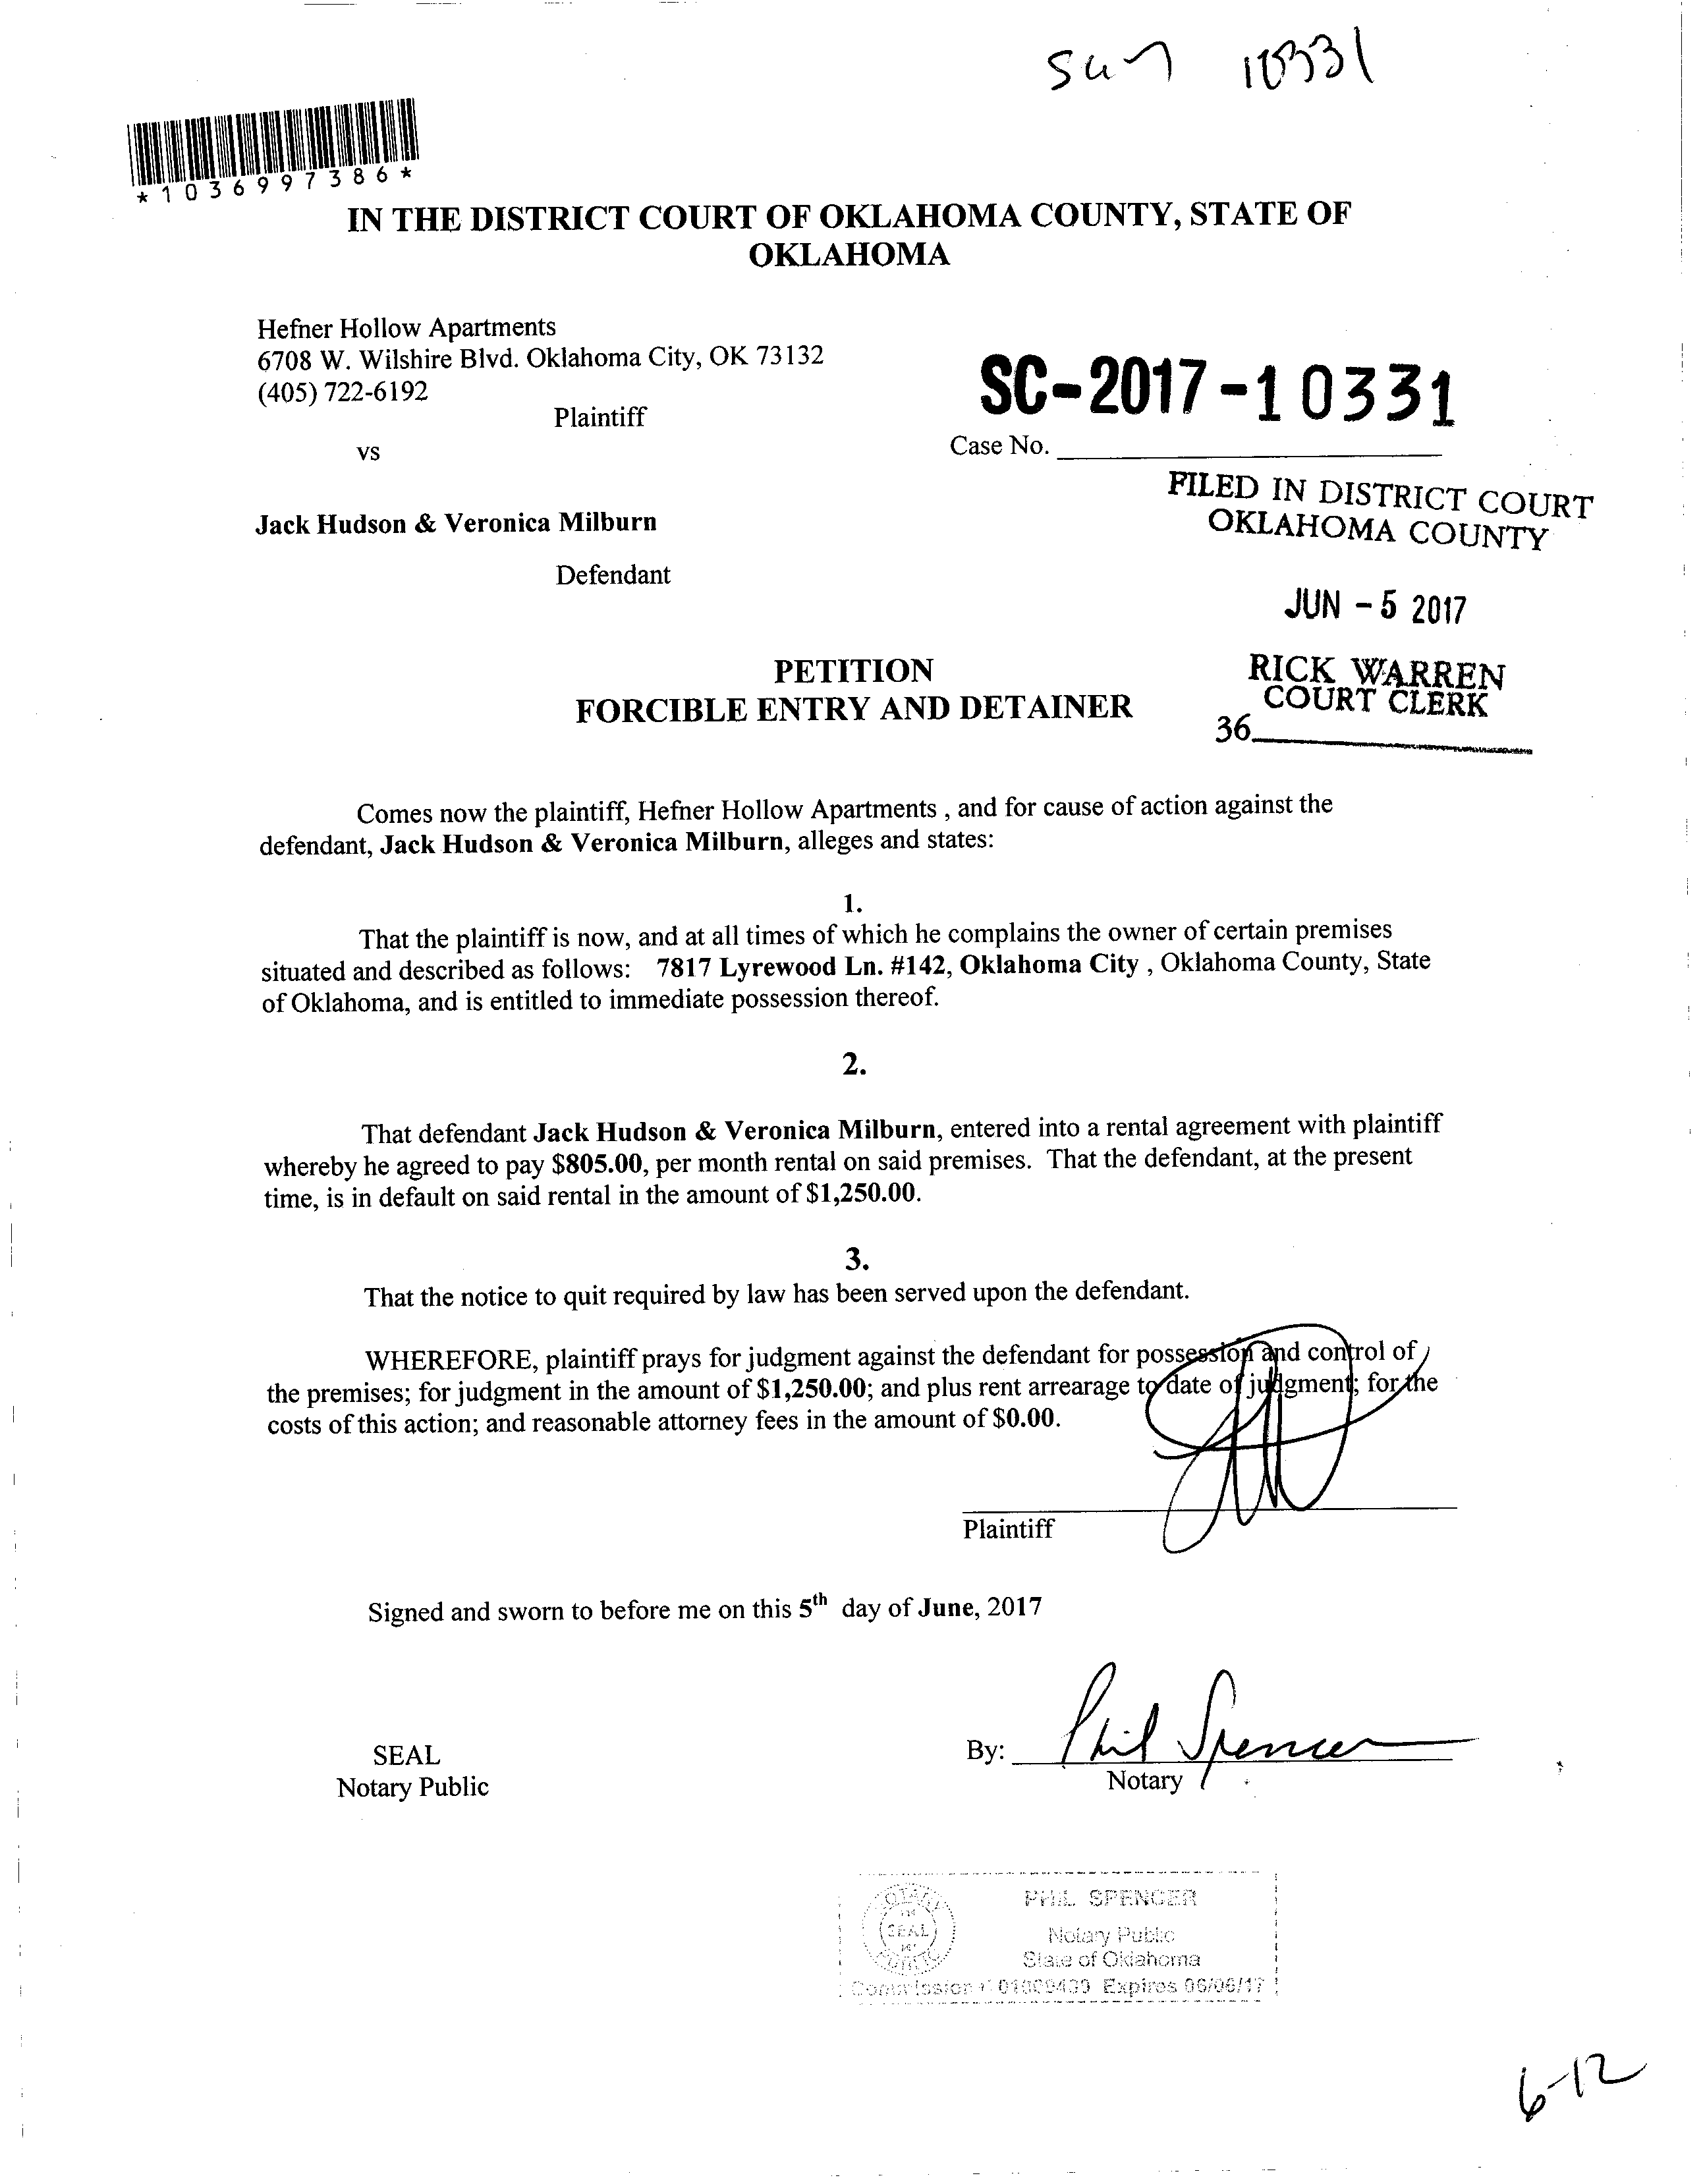 sun 10331
*1036997386*
IN THE DISTRICT COURT OF OKLAHOMA COUNTY, STATE OF
OKLAHOMA
Hefner Hollow Apartments
6708 W. Wilshire Blvd. Oklahoma City, OK 73132
(405) 722-6192
Plaintiff
vs
SC-2017-10331
Case No.
Jack Hudson & Veronica Milburn
Defendant
FILED IN DISTRICT COURT
OKLAHOMA COUNTY
JUN - 5 2017
RICK WARREN
COURT CLERK
36
PETITION
FORCIBLE ENTRY AND DETAINER
Comes now the plaintiff, Hefner Hollow Apartments , and for cause of action against the
defendant, Jack Hudson & Veronica Milburn, alleges and states:
1.
That the plaintiff is now, and at all times of which he complains the owner of certain premises
situated and described as follows: 7817 Lyrewood Ln. #142, Oklahoma City , Oklahoma County, State
of Oklahoma, and is entitled to immediate possession thereof.
2.
That defendant Jack Hudson & Veronica Milburn, entered into a rental agreement with plaintiff
whereby he agreed to pay $805.00, per month rental on said premises. That the defendant, at the present
time, is in default on said rental in the amount of $1,250.00.
3.
That the notice to quit required by law has been served upon the defendant.
WHEREFORE, plaintiff prays for judgment against the defendant for possession and control of
the premises; for judgment in the amount of $1,250.00; and plus rent arrearage to date of judgment; for the
costs of this action; and reasonable attorney fees in the amount of $0.00.
Plaintiff
Signed and sworn to before me on this 5th day of June, 2017
SEAL
Notary Public
By: Phil Spencer
Notary
PHIL SPENCER
Notary Public
State of Oklahoma
Commission # 01009439 Expires 06/06/17
6-12